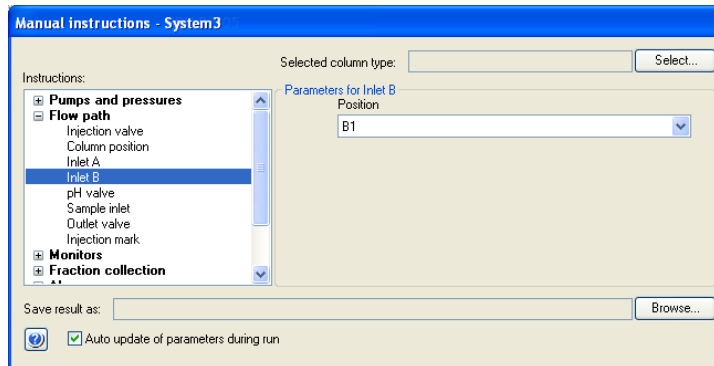 Manual instructions - System3
Selected column type:
Select...
Instructions:
Pumps and pressures
Flow path
Injection valve
Column position
Inlet A
Inlet B
pH valve
Sample inlet
Outlet valve
Injection mark
Monitors
Fraction collection
Parameters for Inlet B
Position
B1
Save result as:
Browse...
Auto update of parameters during run